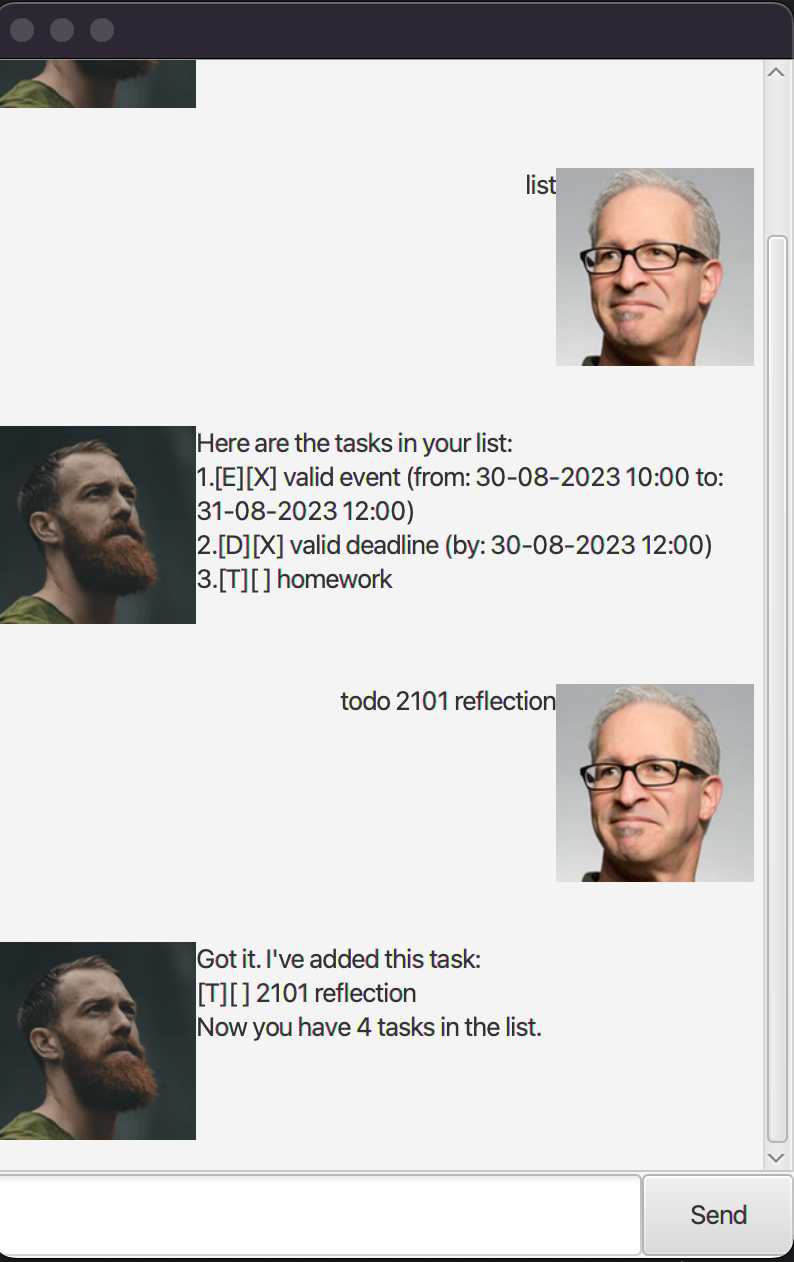 list
Here are the tasks in your list:
1.[E][X] valid event (from: 30-08-2023 10:00 to:
31-08-2023 12:00)
2.[D][X] valid deadline (by: 30-08-2023 12:00)
3.[T][ ] homework
todo 2101 reflection
Got it. I've added this task:
[T][ ] 2101 reflection
Now you have 4 tasks in the list.
Send